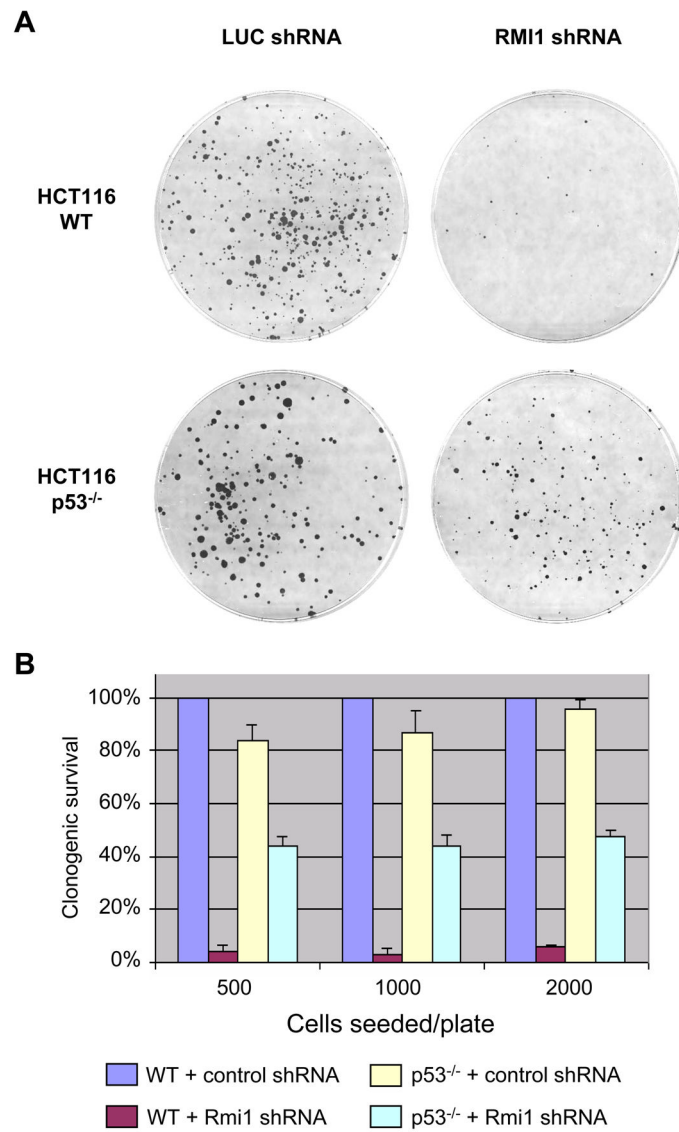 A
LUC shRNA
RMI1 shRNA
HCT116
WT
HCT116
p53-/-
B
Clonogenic survival
100%
80%
60%
40%
20%
0%
500
1000
2000
Cells seeded/plate
WT + control shRNA
p53-/- + control shRNA
WT + Rmi1 shRNA
p53-/- + Rmi1 shRNA